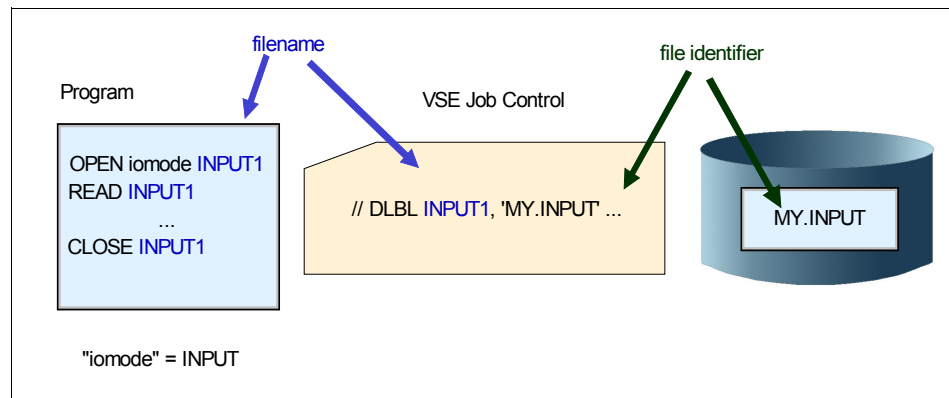 filename
file identifier
Program
VSE Job Control
OPEN iomode INPUT1
READ INPUT1
...
CLOSE INPUT1
// DLBL INPUT1, 'MY.INPUT' ...
MY.INPUT
"iomode" = INPUT